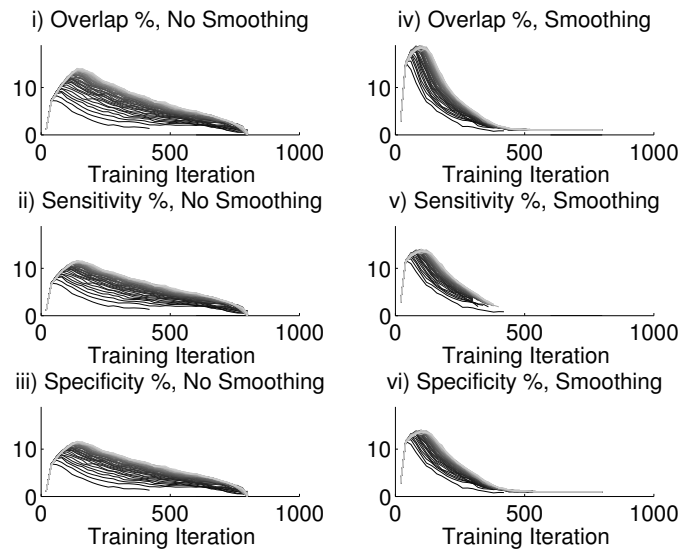 i) Overlap %, No Smoothing
10
0
0 500 1000
Training Iteration
ii) Sensitivity %, No Smoothing
10
0
0 500 1000
Training Iteration
iii) Specificity %, No Smoothing
10
0
0 500 1000
Training Iteration
iv) Overlap %, Smoothing
10
0
0 500 1000
Training Iteration
v) Sensitivity %, Smoothing
10
0
0 500 1000
Training Iteration
vi) Specificity %, Smoothing
10
0
0 500 1000
Training Iteration